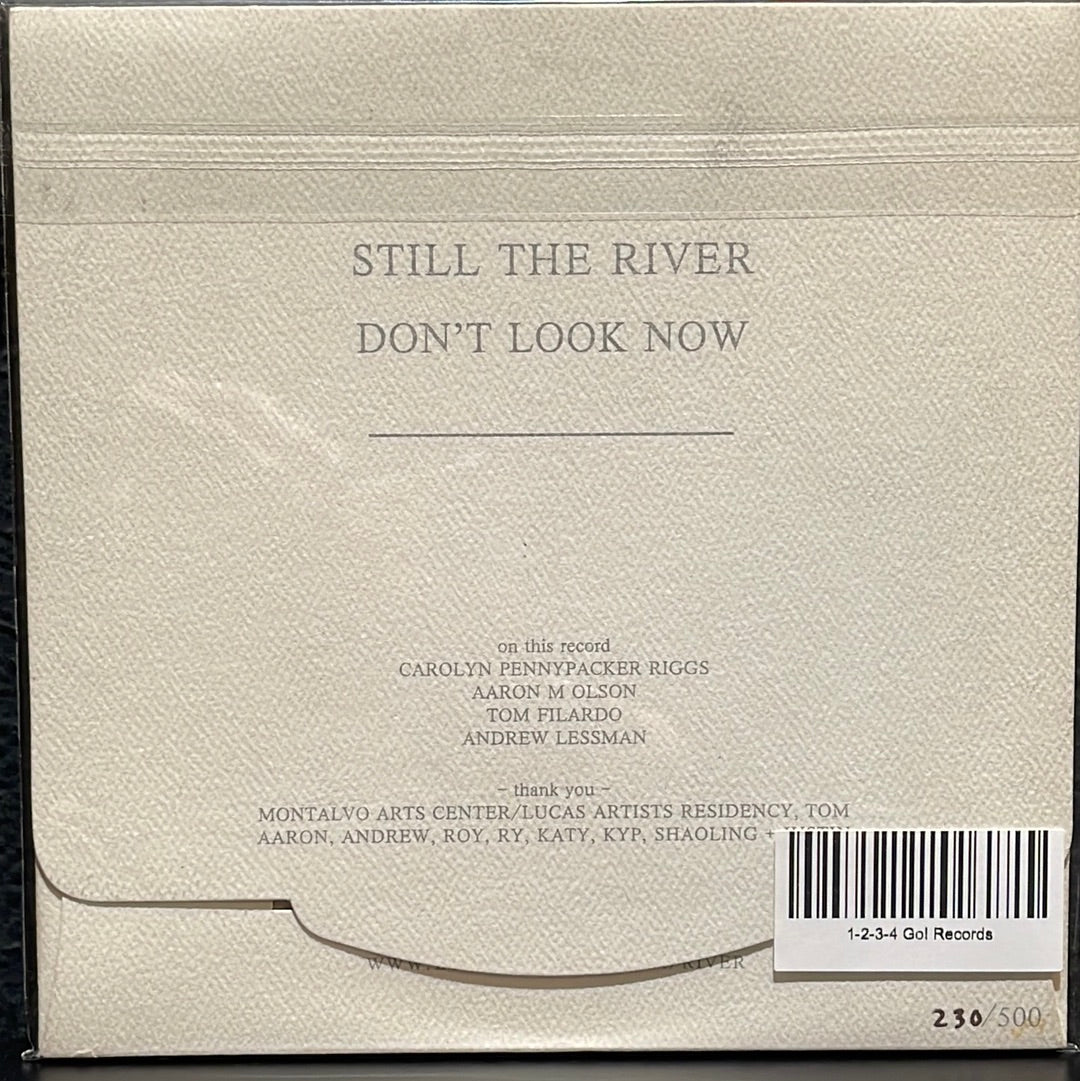 STILL THE RIVER
DON'T LOOK NOW
on this record
CAROLYN PENNYPACKER RIGGS
AARON M OLSON
TOM FILARDO
ANDREW LESSMAN
– thank you –
MONTALVO ARTS CENTER/LUCAS ARTISTS RESIDENCY, TOM
AARON, ANDREW, ROY, RY, KATY, KYP, SHAOLING +
1-2-3-4 Go! Records
RIVER
230/500